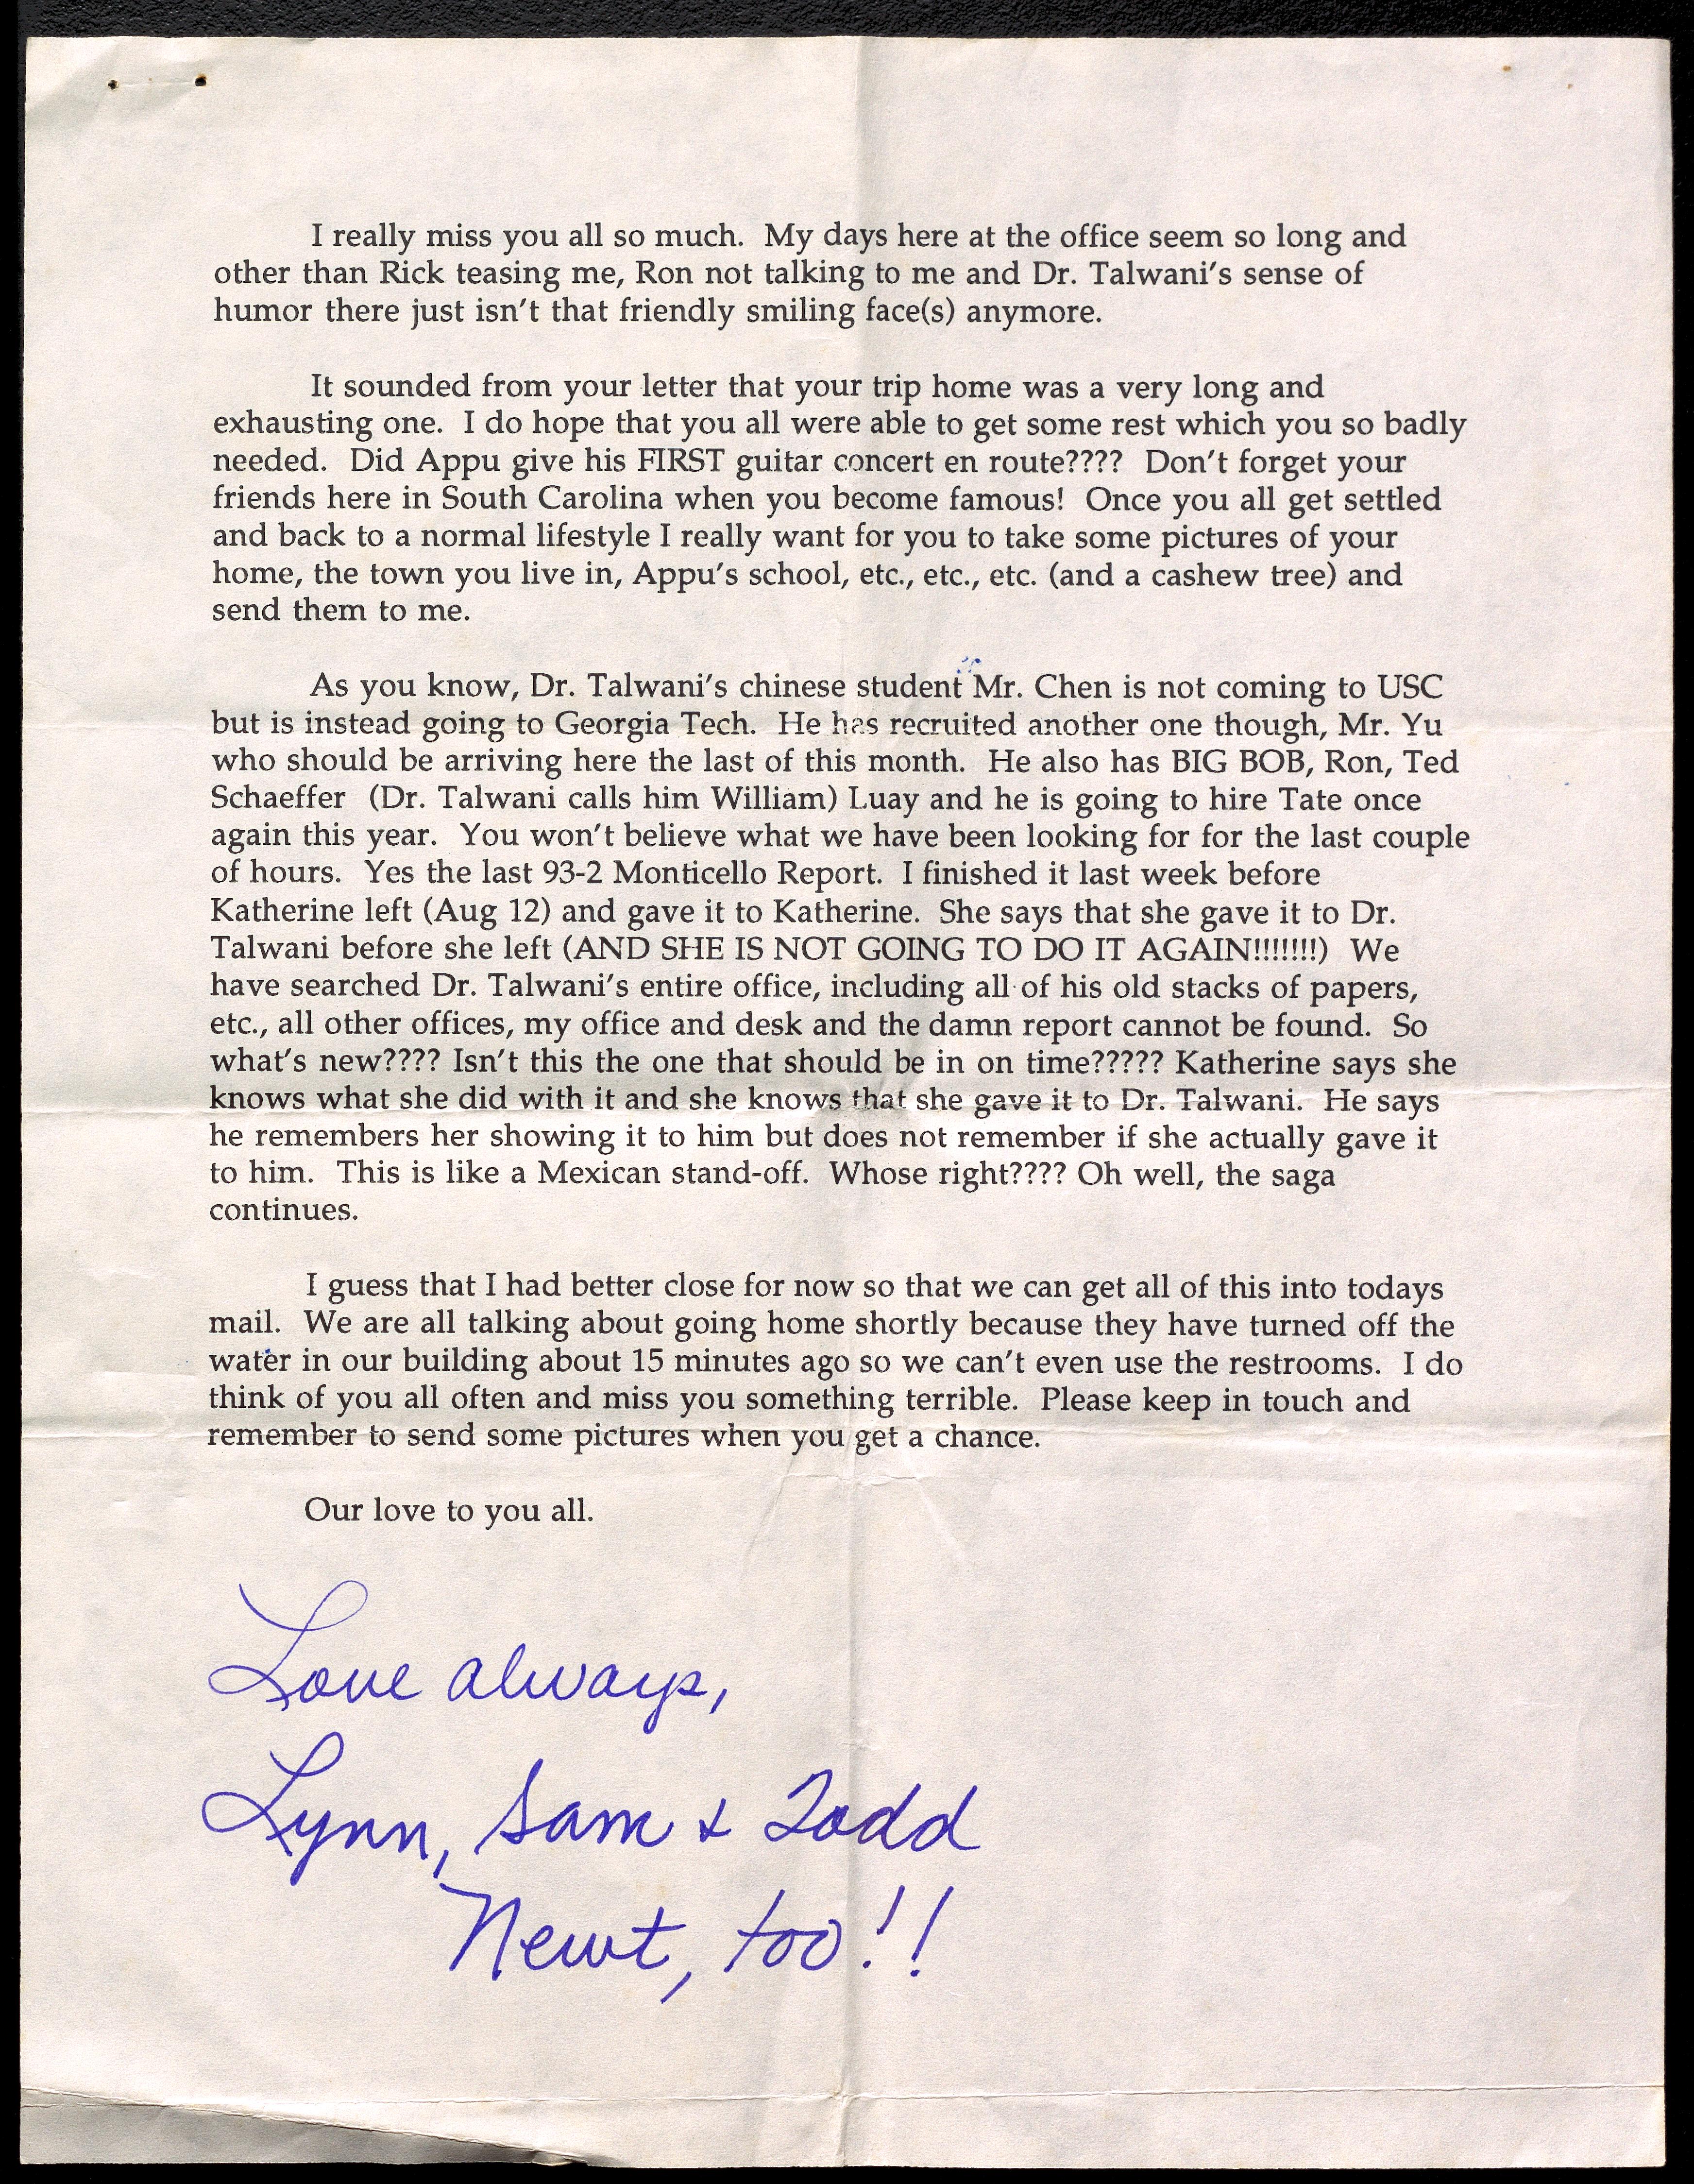 I really miss you all so much.  My days here at the office seem so long and
other than Rick teasing me, Ron not talking to me and Dr. Talwani's sense of
humor there just isn't that friendly smiling face(s) anymore.
It sounded from your letter that your trip home was a very long and
exhausting one.  I do hope that you all were able to get some rest which you so badly
needed.  Did Appu give his FIRST guitar concert en route????  Don't forget your
friends here in South Carolina when you become famous!  Once you all get settled
and back to a normal lifestyle I really want for you to take some pictures of your
home, the town you live in, Appu's school, etc., etc., etc. (and a cashew tree) and
send them to me.
As you know, Dr. Talwani's chinese student Mr. Chen is not coming to USC
but is instead going to Georgia Tech.  He has recruited another one though, Mr. Yu
who should be arriving here the last of this month.  He also has BIG BOB, Ron, Ted
Schaeffer  (Dr. Talwani calls him William) Luay and he is going to hire Tate once
again this year.  You won't believe what we have been looking for for the last couple
of hours.  Yes the last 93-2 Monticello Report.  I finished it last week before
Katherine left (Aug 12) and gave it to Katherine.  She says that she gave it to Dr.
Talwani before she left (AND SHE IS NOT GOING TO DO IT AGAIN!!!!!!!)  We
have searched Dr. Talwani's entire office, including all of his old stacks of papers,
etc., all other offices, my office and desk and the damn report cannot be found.  So
what's new???? Isn't this the one that should be in on time????? Katherine says she
knows what she did with it and she knows that she gave it to Dr. Talwani.  He says
he remembers her showing it to him but does not remember if she actually gave it
to him.  This is like a Mexican stand-off.  Whose right???? Oh well, the saga
continues.
I guess that I had better close for now so that we can get all of this into todays
mail.  We are all talking about going home shortly because they have turned off the
water in our building about 15 minutes ago so we can't even use the restrooms.  I do
think of you all often and miss you something terrible.  Please keep in touch and
remember to send some pictures when you get a chance.
Our love to you all.
Love always,
Lynn, Sam & Todd
Newt, too!!